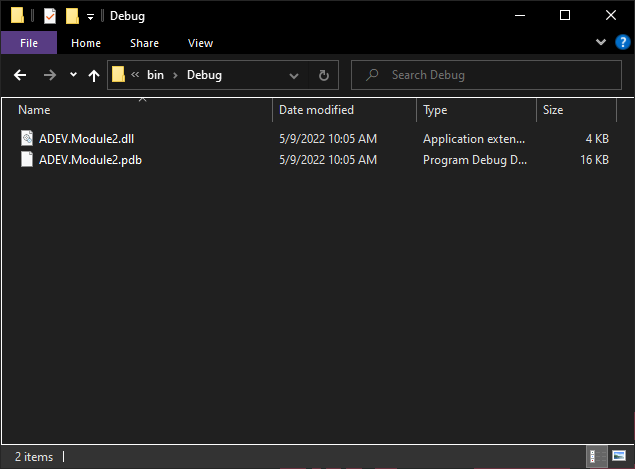 Debug
File Home Share View
bin Debug Search Debug
Name Date modified Type Size
ADEV.Module2.dll 5/9/2022 10:05 AM Application exten... 4 KB
ADEV.Module2.pdb 5/9/2022 10:05 AM Program Debug D... 16 KB
2 items